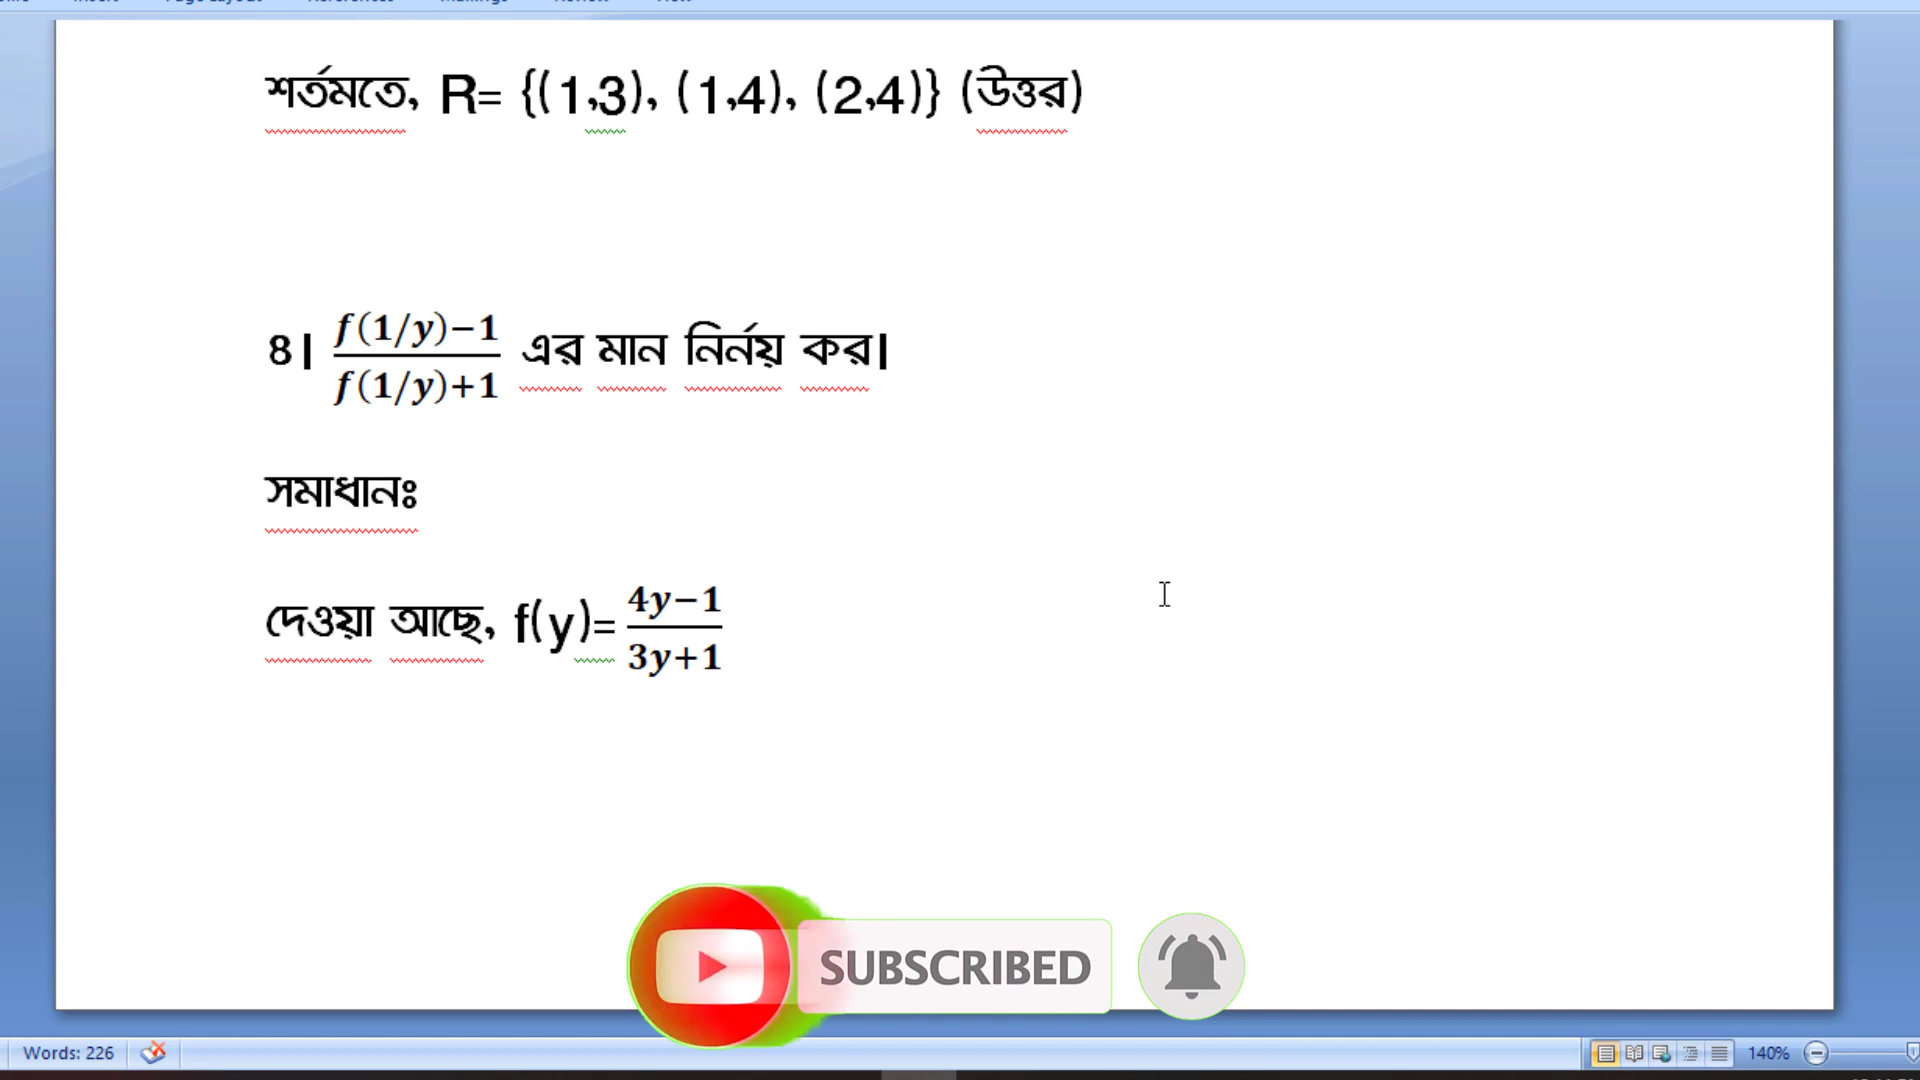 শর্তমতে, R= {(1,3), (1,4), (2,4)} (উত্তর)
8| f(1/y)−1 / f(1/y)+1 এর মান নির্নয় কর|
সমাধানঃ
দেওয়া আছে, f(y)= 4y−1 / 3y+1
SUBSCRIBED
Words: 226 140%